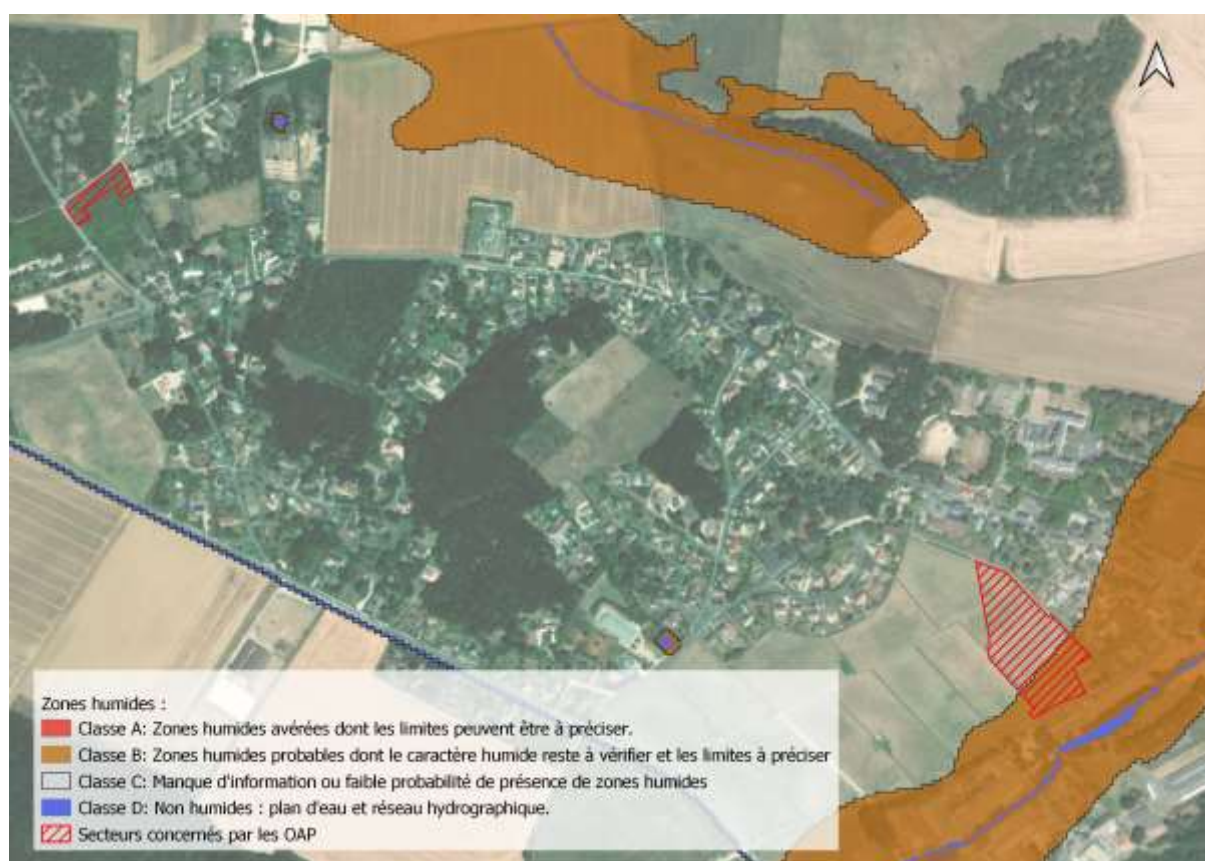 Zones humides :
Classe A: Zones humides avérées dont les limites peuvent être à préciser.
Classe B: Zones humides probables dont le caractère humide reste à vérifier et les limites à préciser
Classe C: Manque d'information ou faible probabilité de présence de zones humides
Classe D: Non humides : plan d'eau et réseau hydrographique.
Secteurs concernés par les OAP